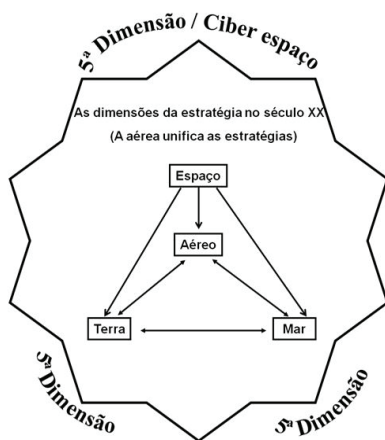 5ª Dimensão / Ciber espaço
As dimensões da estratégia no século XX
(A aérea unifica as estratégias)
Espaço
Aéreo
Terra
Mar
5ª Dimensão
5ª Dimensão